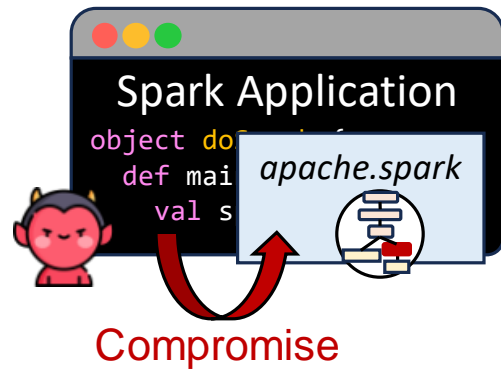 Spark Application
object do
def mai
apache.spark
val s
Compromise